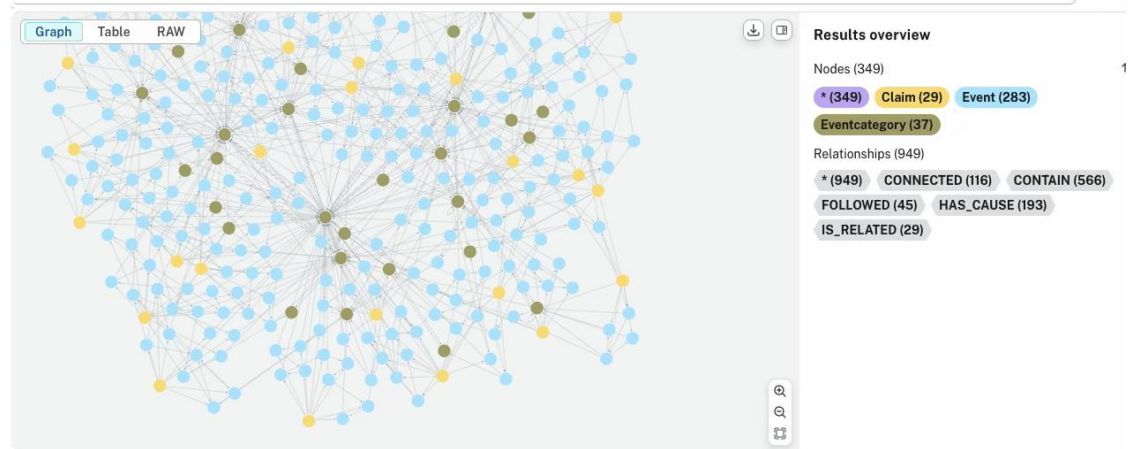 Graph Table RAW
Results overview
Nodes (349)
* (349) Claim (29) Event (283)
Eventcategory (37)
Relationships (949)
* (949) CONNECTED (116) CONTAIN (566)
FOLLOWED (45) HAS_CAUSE (193)
IS_RELATED (29)